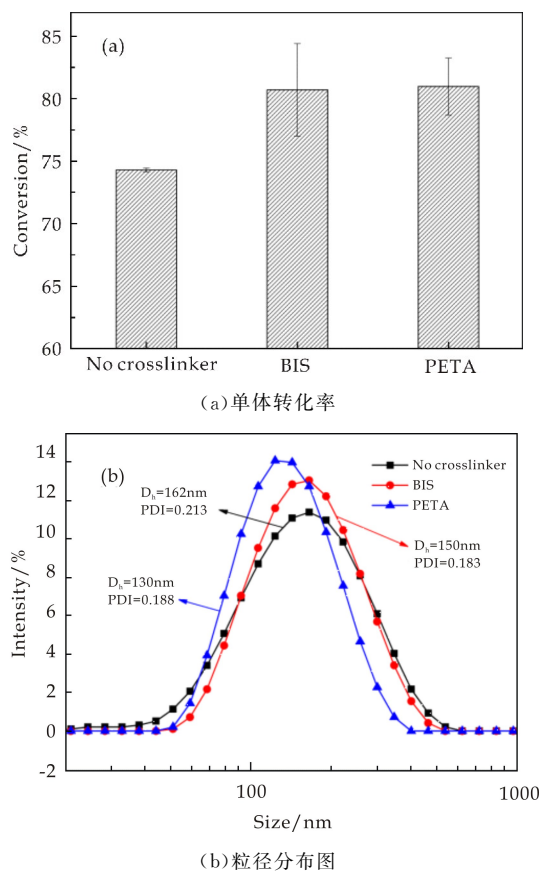 (a)
Conversion/%
85
80
75
70
65
60
No crosslinker BIS PETA
(a)单体转化率
(b)
Intensity/%
14
12
10
8
6
4
2
0
-2
No crosslinker
BIS
PETA
Dh=162nm
PDI=0.213
Dh=150nm
PDI=0.183
Dh=130nm
PDI=0.188
100 1000
Size/nm
(b)粒径分布图